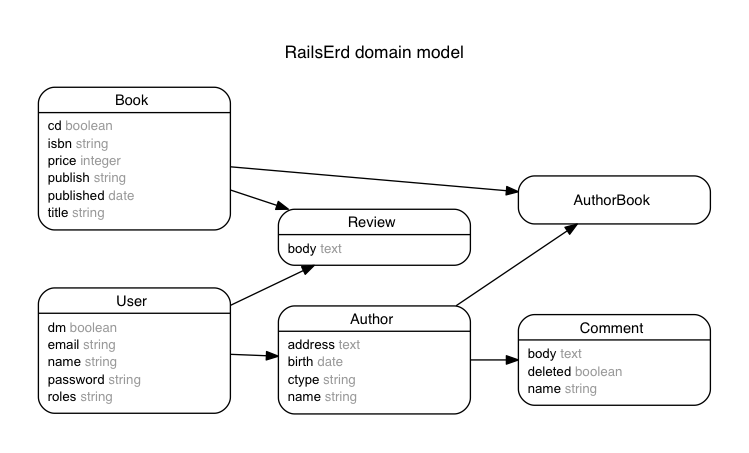 RailsErd domain model
Book
cd boolean
isbn string
price integer
publish string
published date
title string
AuthorBook
Review
body text
User
dm boolean
email string
name string
password string
roles string
Author
address text
birth date
ctype string
name string
Comment
body text
deleted boolean
name string